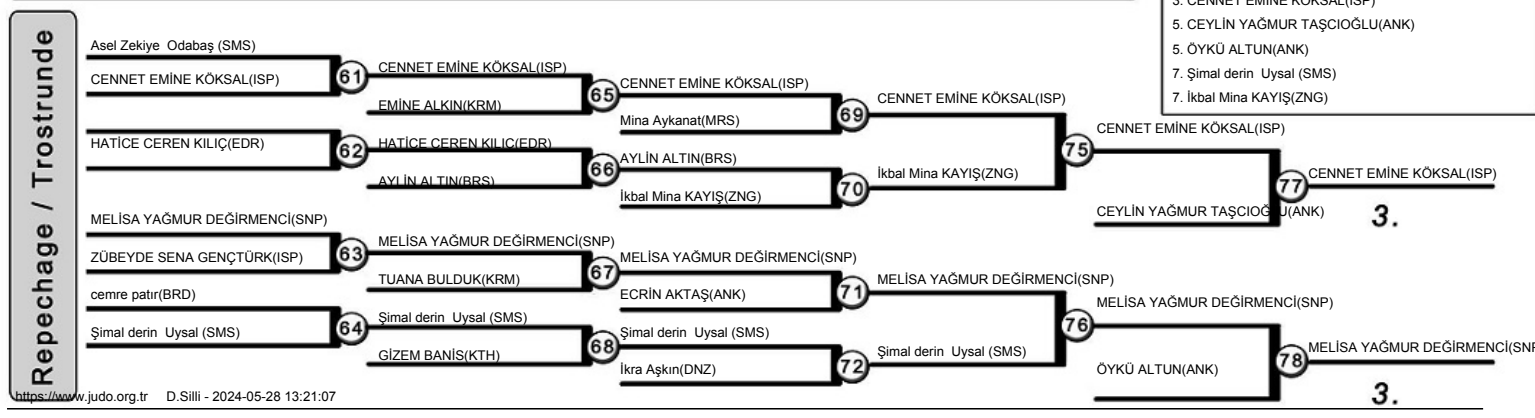 3. CENNET EMİNE KÖKSAL(ISP)
5. CEYLİN YAĞMUR TAŞCIOĞLU(ANK)
5. ÖYKÜ ALTUN(ANK)
7. Şimal derin Uysal (SMS)
7. İkbal Mina KAYIŞ(ZNG)
Repechage / Trostrunde
Asel Zekiye Odabaş (SMS)
CENNET EMİNE KÖKSAL(ISP)
HATİCE CEREN KILIÇ(EDR)
MELİSA YAĞMUR DEĞİRMENCİ(SNP)
ZÜBEYDE SENA GENÇTÜRK(ISP)
cemre patır(BRD)
Şimal derin Uysal (SMS)
61
62
63
64
CENNET EMİNE KÖKSAL(ISP)
EMİNE ALKIN(KRM)
HATİCE CEREN KILIÇ(EDR)
AYLİN ALTIN(BRS)
MELİSA YAĞMUR DEĞİRMENCİ(SNP)
TUANA BULDUK(KRM)
Şimal derin Uysal (SMS)
GİZEM BANİS(KTH)
65
66
67
68
CENNET EMİNE KÖKSAL(ISP)
Mina Aykanat(MRS)
AYLİN ALTIN(BRS)
İkbal Mina KAYIŞ(ZNG)
MELİSA YAĞMUR DEĞİRMENCİ(SNP)
ECRİN AKTAŞ(ANK)
Şimal derin Uysal (SMS)
İkra Aşkın(DNZ)
69
70
71
72
CENNET EMİNE KÖKSAL(ISP)
İkbal Mina KAYIŞ(ZNG)
MELİSA YAĞMUR DEĞİRMENCİ(SNP)
Şimal derin Uysal (SMS)
75
76
CENNET EMİNE KÖKSAL(ISP)
CEYLİN YAĞMUR TAŞCIOĞLU(ANK)
MELİSA YAĞMUR DEĞİRMENCİ(SNP)
ÖYKÜ ALTUN(ANK)
77
78
CENNET EMİNE KÖKSAL(ISP)
3.
MELİSA YAĞMUR DEĞİRMENCİ(SNP
3.
https://www.judo.org.tr D.Silli - 2024-05-28 13:21:07